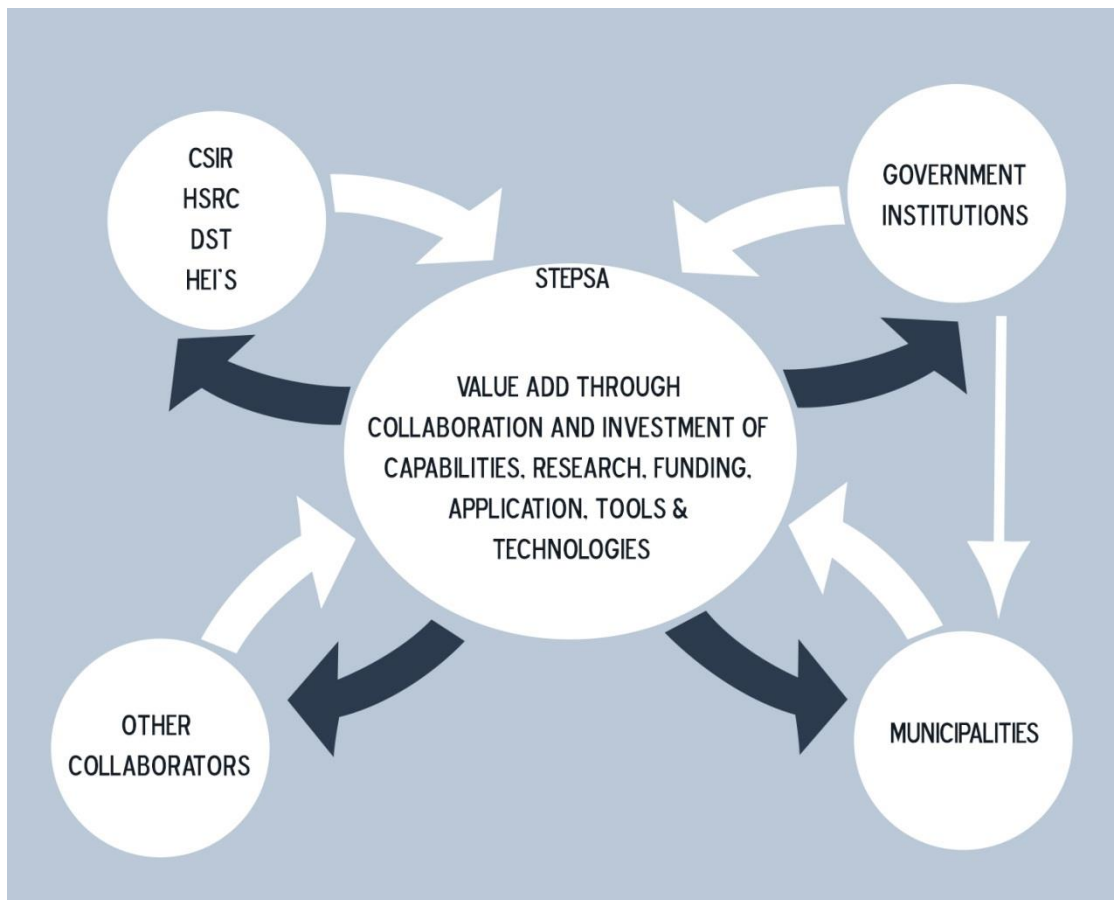 CSIR
HSRC
DST
HEI'S
GOVERNMENT
INSTITUTIONS
STEPSA
VALUE ADD THROUGH
COLLABORATION AND INVESTMENT OF
CAPABILITIES, RESEARCH, FUNDING,
APPLICATION, TOOLS &
TECHNOLOGIES
OTHER
COLLABORATORS
MUNICIPALITIES